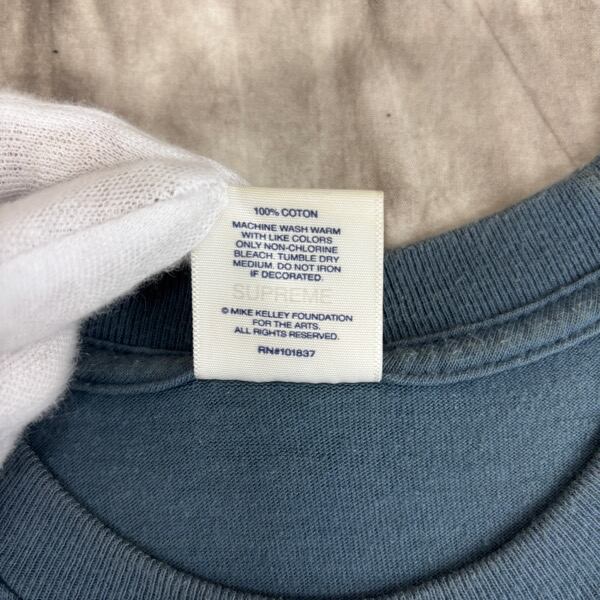 100% COTON
MACHINE WASH WARM
WITH LIKE COLORS
ONLY NON-CHLORINE
BLEACH. TUMBLE DRY
MEDIUM. DO NOT IRON
IF DECORATED.
SUPREME
© MIKE KELLEY FOUNDATION
FOR THE ARTS.
ALL RIGHTS RESERVED.
RN#101837